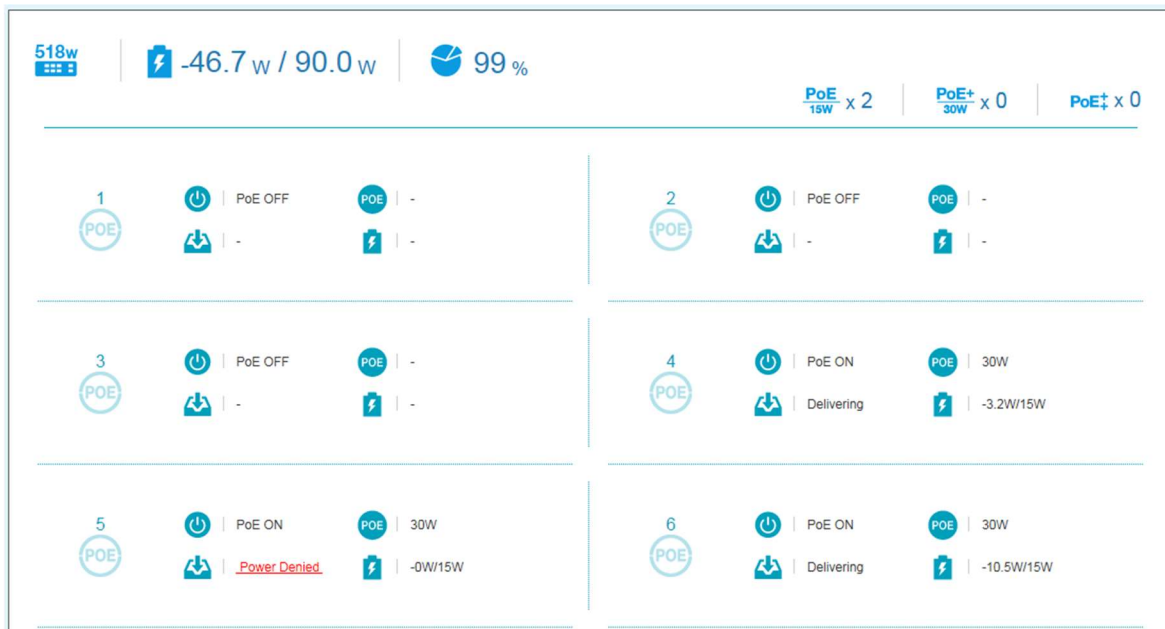 518w
-46.7 w / 90.0 w
99 %
PoE 15W x 2
PoE+ 30W x 0
PoE‡ x 0
1
POE
PoE OFF
POE
-
-
-
2
POE
PoE OFF
POE
-
-
-
3
POE
PoE OFF
POE
-
-
-
4
POE
PoE ON
POE
30W
Delivering
-3.2W/15W
5
POE
PoE ON
POE
30W
Power Denied
-0W/15W
6
POE
PoE ON
POE
30W
Delivering
-10.5W/15W